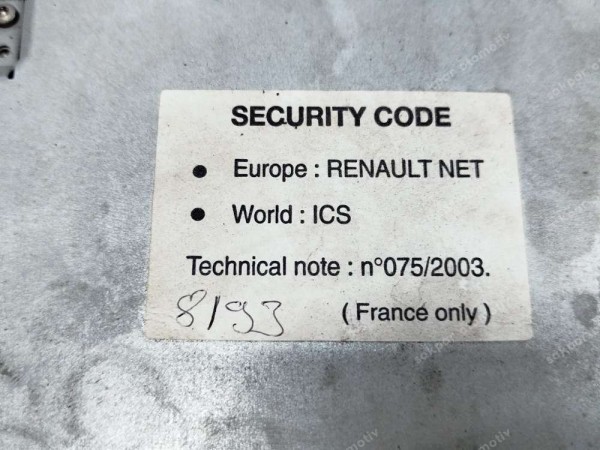 SECURITY CODE
● Europe : RENAULT NET
● World : ICS
Technical note : n°075/2003.
8193 ( France only )